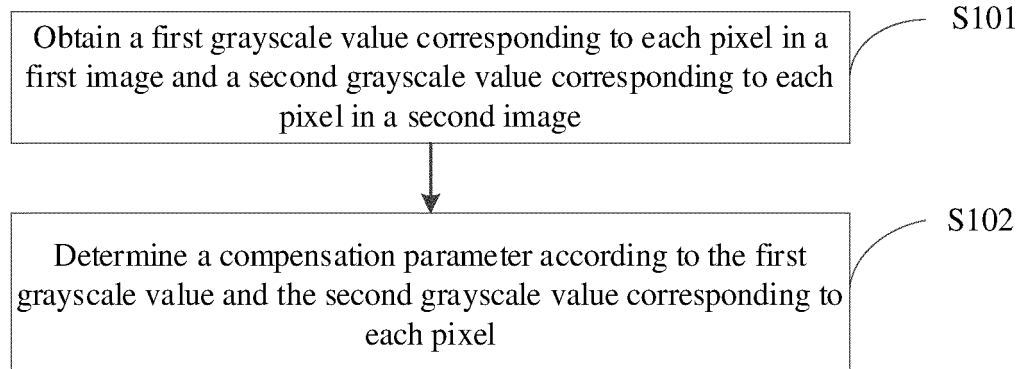 Obtain a first grayscale value corresponding to each pixel in a
first image and a second grayscale value corresponding to each
pixel in a second image
S101
Determine a compensation parameter according to the first
grayscale value and the second grayscale value corresponding to
each pixel
S102